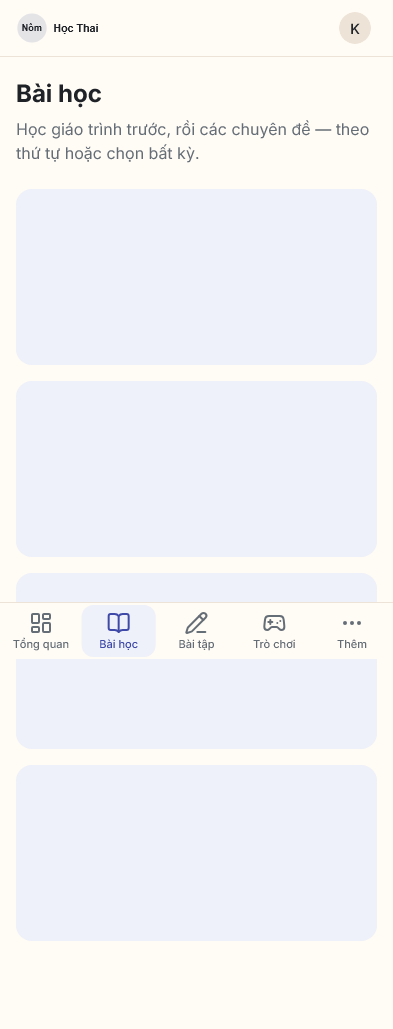 Nôm Học Thai
K
Bài học
Học giáo trình trước, rồi các chuyên đề — theo
thứ tự hoặc chọn bất kỳ.
Tổng quan
Bài học
Bài tập
Trò chơi
Thêm